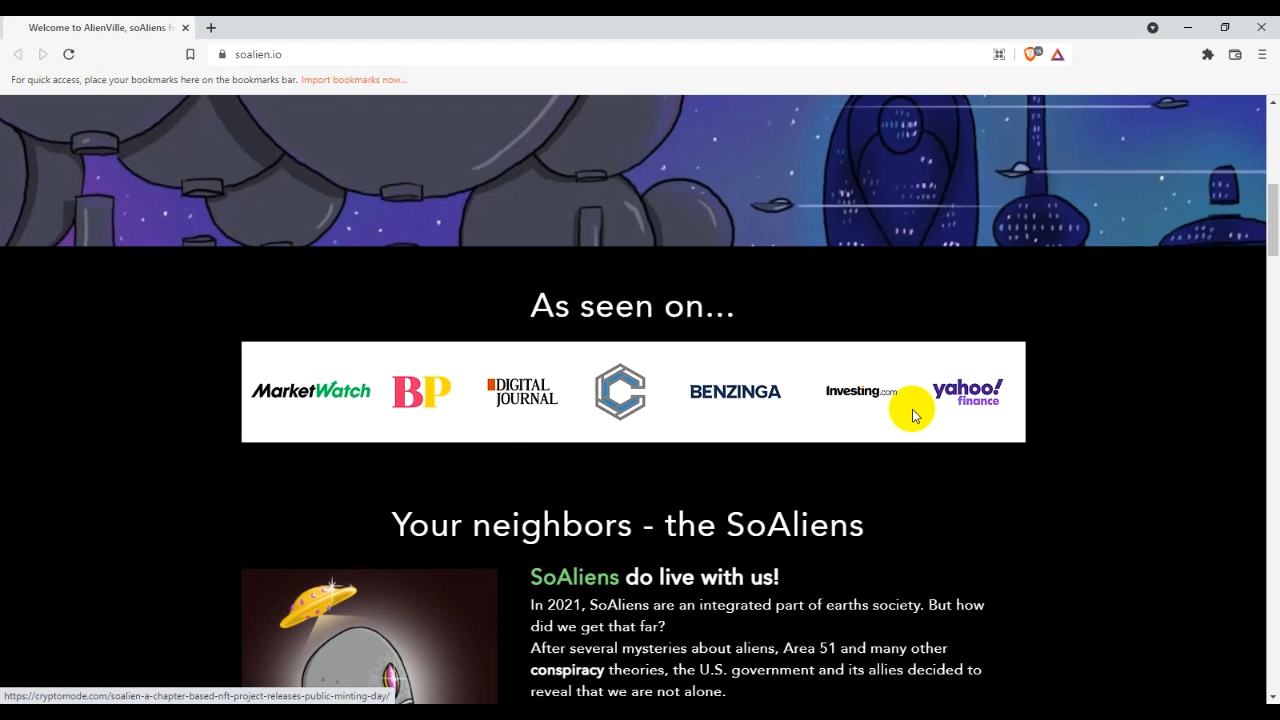 Welcome to AlienVille, soAliens h
soalien.io
15
For quick access, place your bookmarks here on the bookmarks bar. Import bookmarks now...
As seen on...
MarketWatch
BP
DIGITAL
JOURNAL
C
BENZINGA
Investing.com
yahoo!
finance
Your neighbors - the SoAliens
SoAliens do live with us!
In 2021, SoAliens are an integrated part of earths society. But how
did we get that far?
After several mysteries about aliens, Area 51 and many other
conspiracy theories, the U.S. government and its allies decided to
reveal that we are not alone.
https://cryptomode.com/soalien-a-chapter-based-nft-project-releases-public-minting-day/